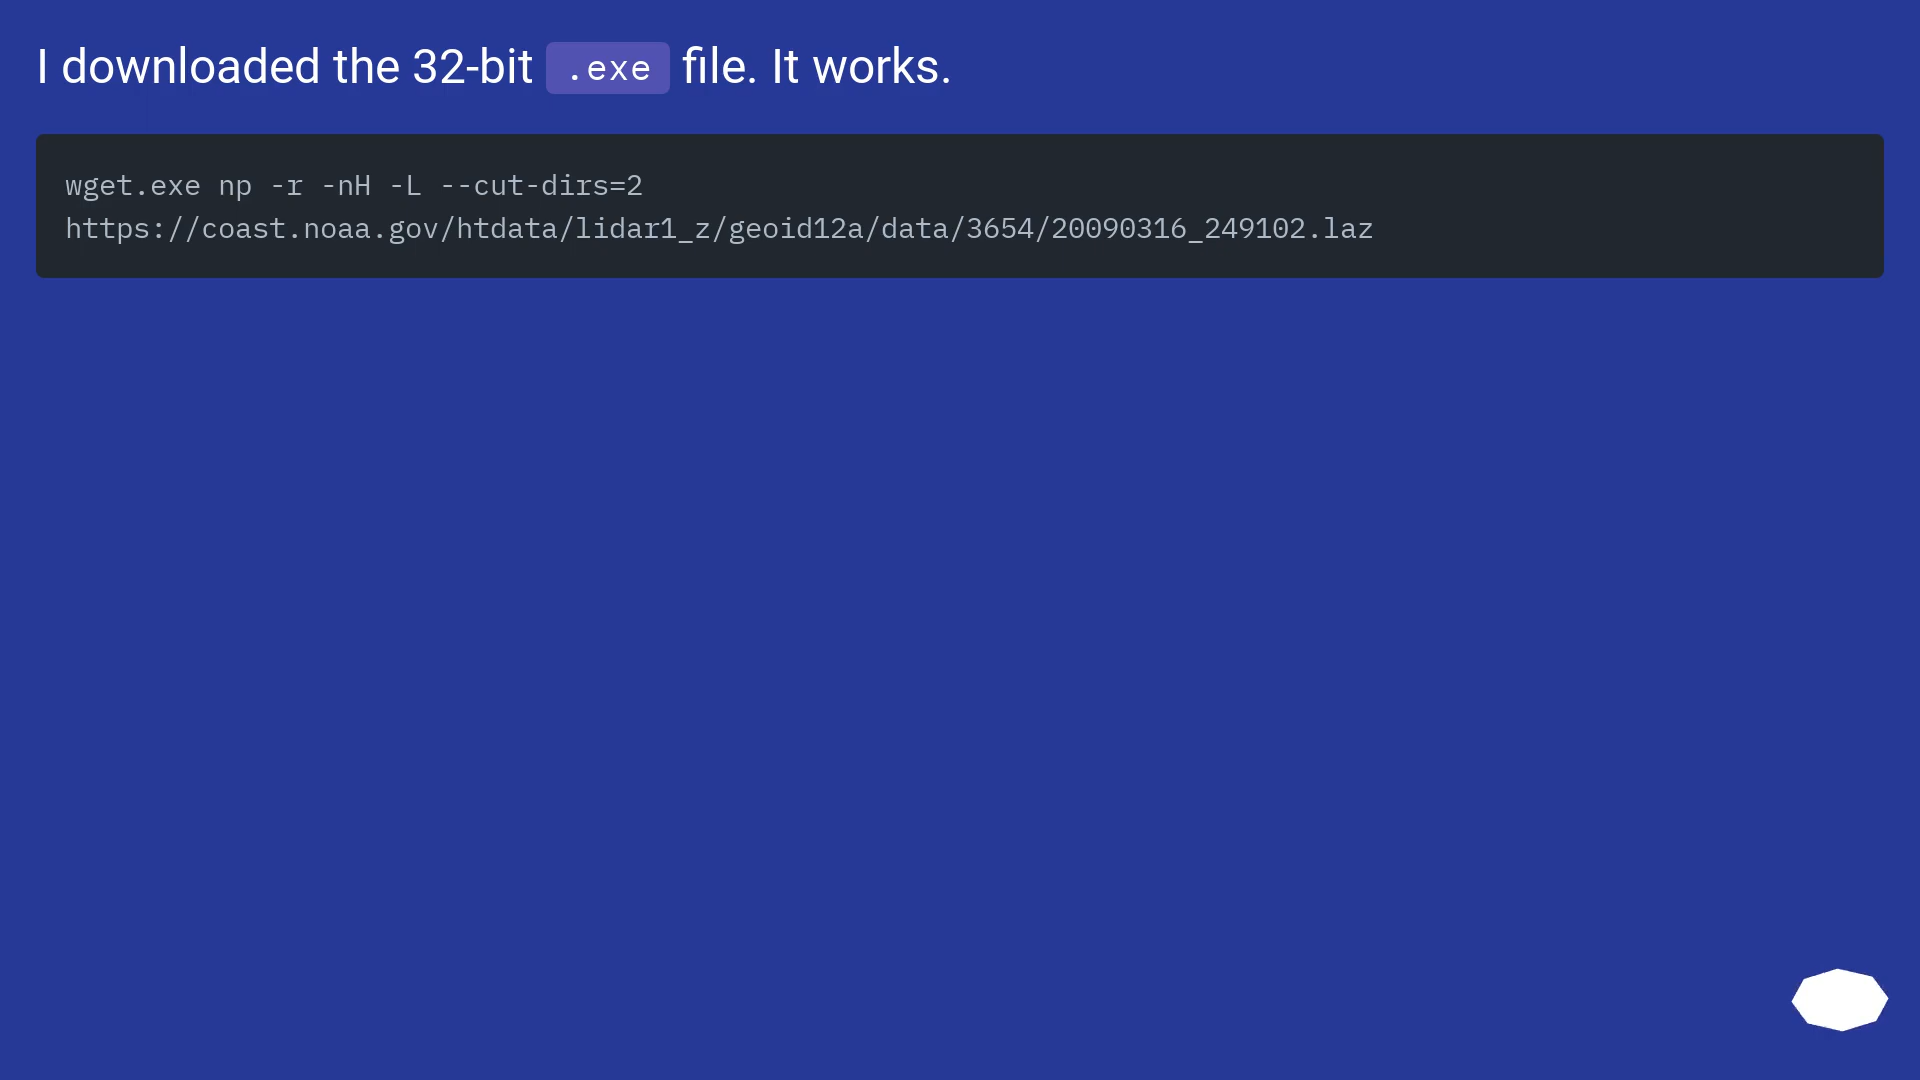 I downloaded the 32-bit .exe file. It works.
wget.exe np -r -nH -L --cut-dirs=2
https://coast.noaa.gov/htdata/lidar1_z/geoid12a/data/3654/20090316_249102.laz